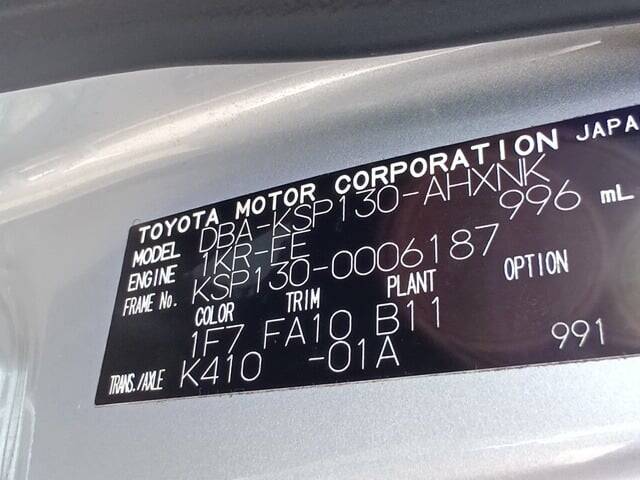 TOYOTA MOTOR CORPORATION JAPA
MODEL DBA-KSP130-AHXNK
ENGINE 1KR-FE 996 mL
FRAME No. KSP130-0006187
COLOR TRIM PLANT OPTION
1F7 FA10 B11
TRANS./AXLE K410 -01A 991